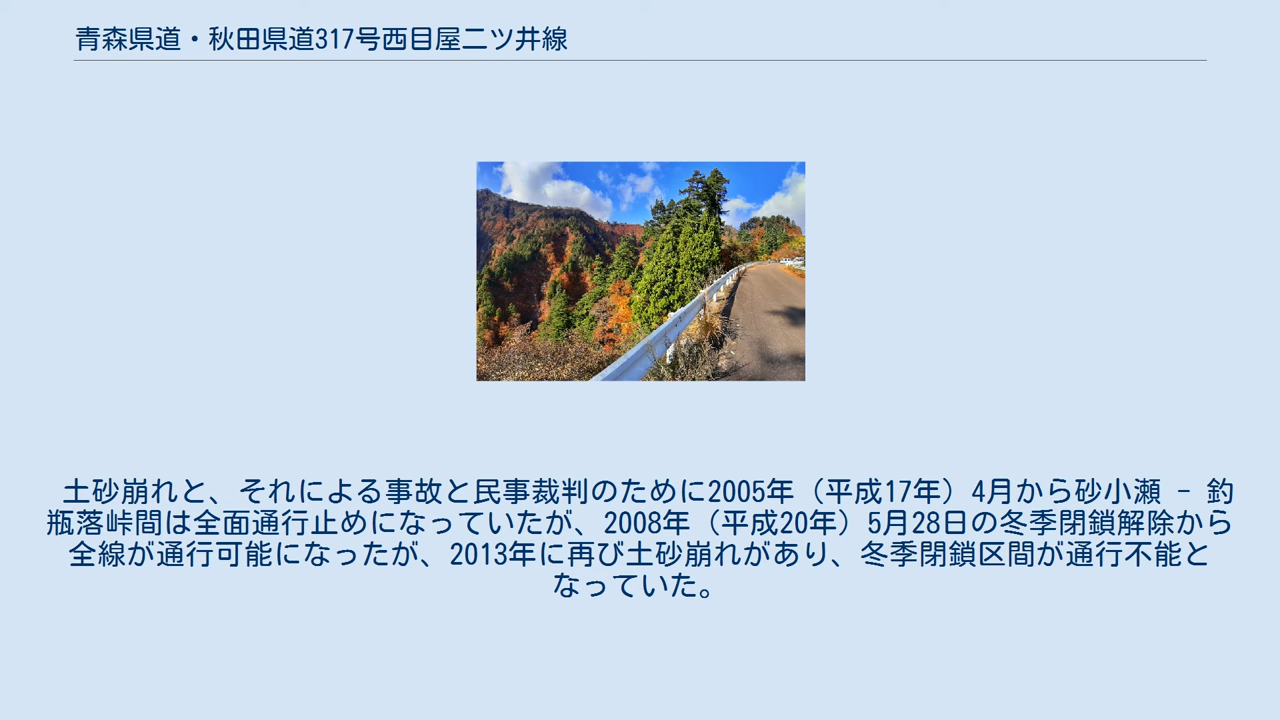 青森県道・秋田県道317号西目屋二ツ井線
土砂崩れと、それによる事故と民事裁判のために2005年（平成17年）4月から砂小瀬 - 釣
瓶落峠間は全面通行止めになっていたが、2008年（平成20年）5月28日の冬季閉鎖解除から
全線が通行可能になったが、2013年に再び土砂崩れがあり、冬季閉鎖区間が通行不能と
なっていた。